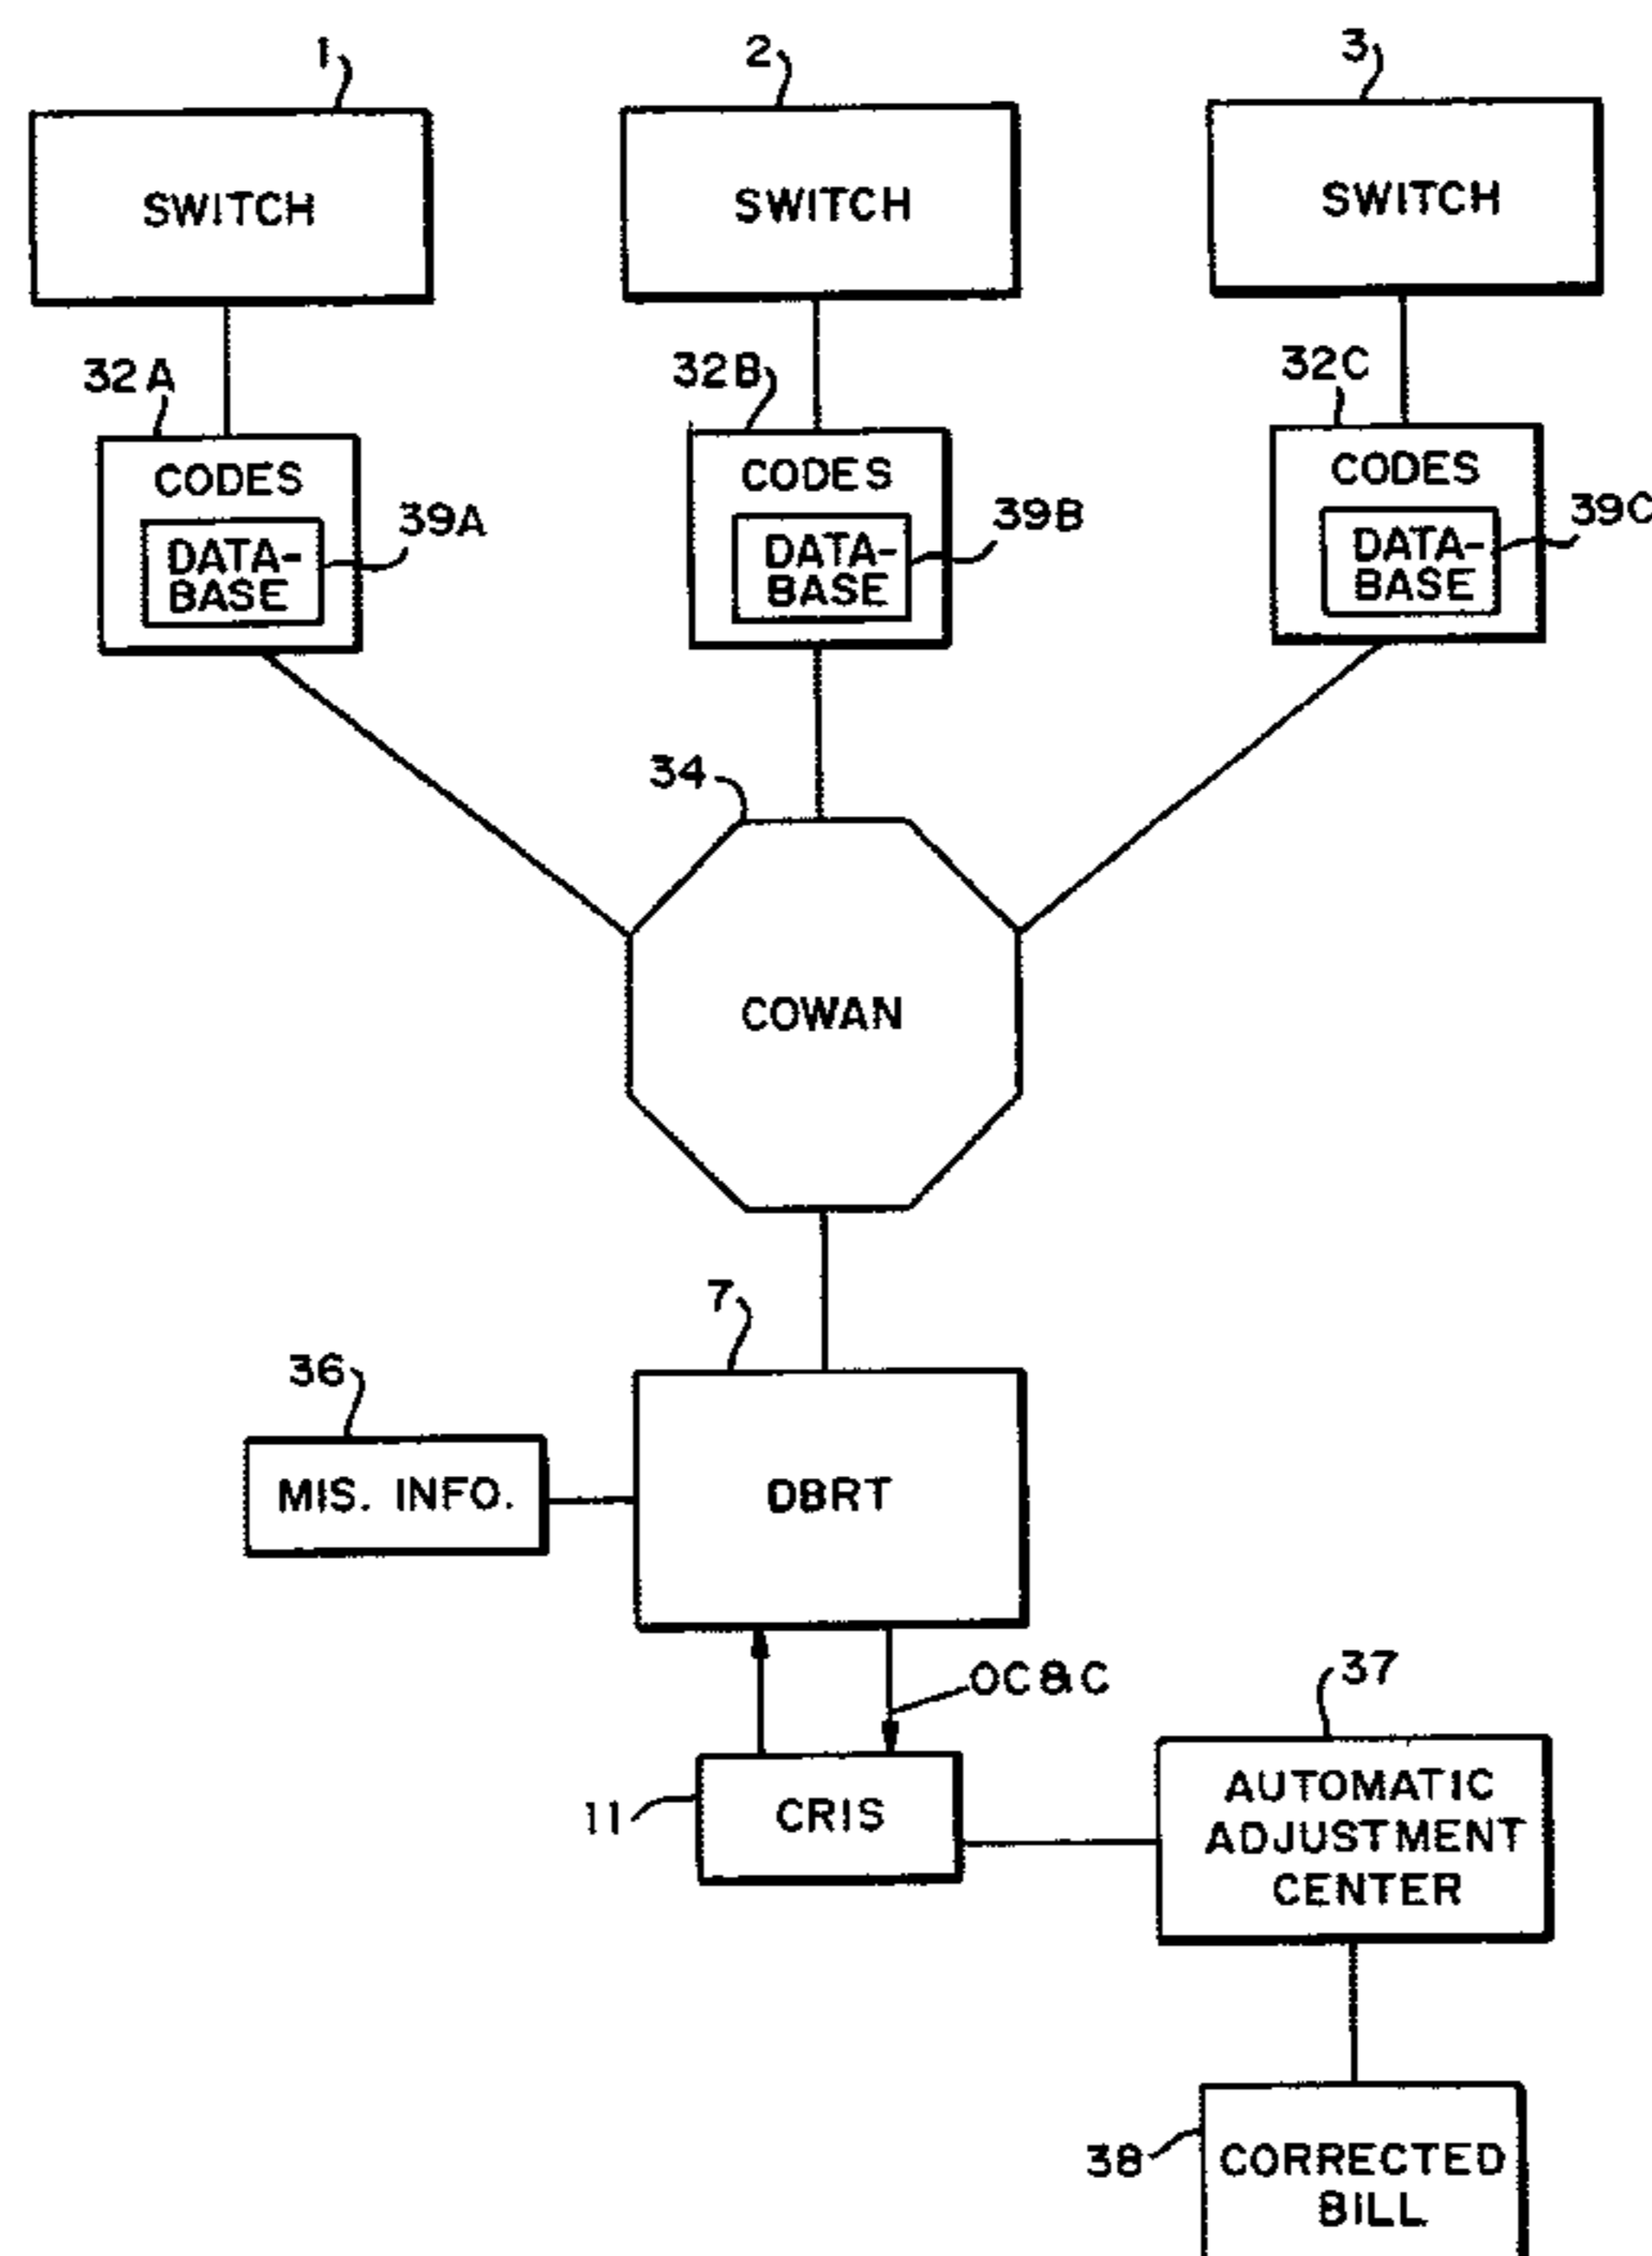 1
2
3
SWITCH
SWITCH
SWITCH
32A
32B
32C
CODES
CODES
CODES
39A
39B
39C
DATA-
BASE
DATA-
BASE
DATA-
BASE
34
COWAN
7
36
MIS. INFO.
DBRT
OC&C
37
11
CRIS
AUTOMATIC
ADJUSTMENT
CENTER
38
CORRECTED
BILL